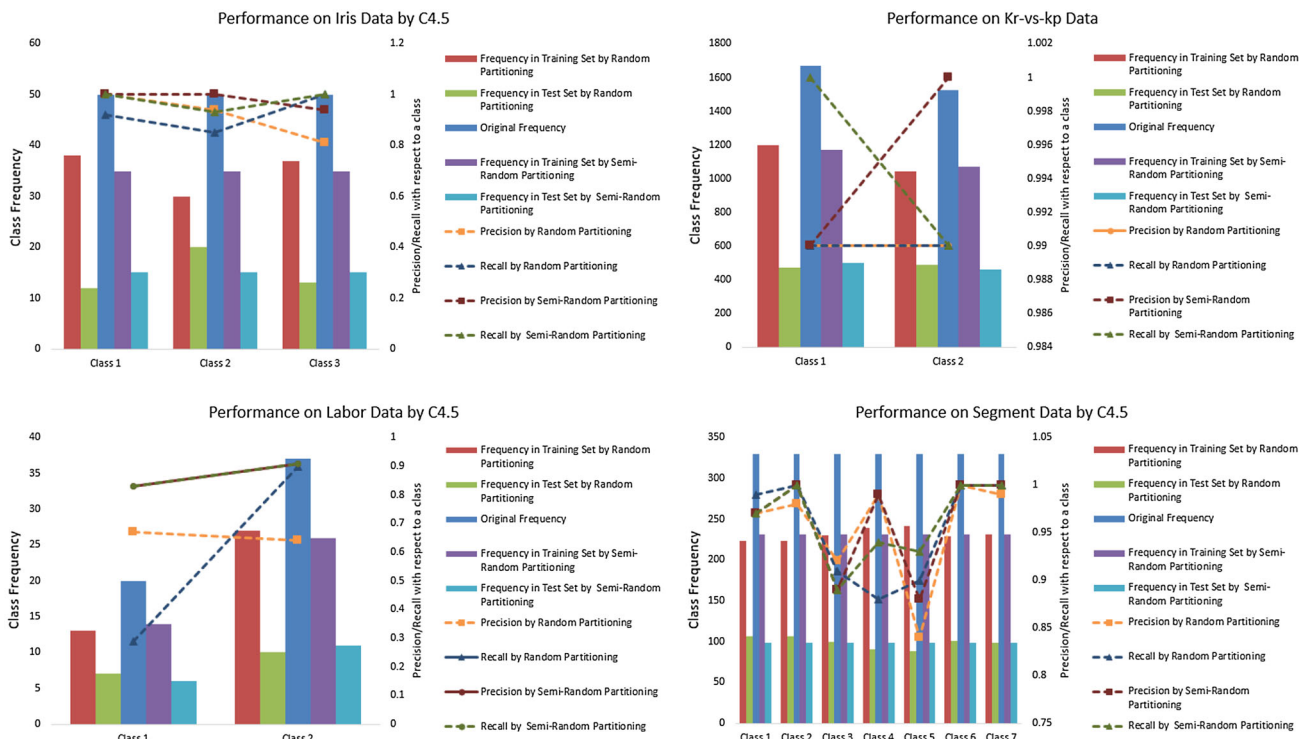 Performance on Iris Data by C4.5
60
50
40
30
20
10
0
Class Frequency
Class 1
Class 2
Class 3
1.2
1
0.8
0.6
0.4
0.2
0
Precision/Recall with respect to a class
Frequency in Training Set by Random
Partitioning
Frequency in Test Set by Random
Partitioning
Original Frequency
Frequency in Training Set by Semi-
Random Partitioning
Frequency in Test Set by Semi-Random
Partitioning
Precision by Random Partitioning
Recall by Random Partitioning
Precision by Semi-Random Partitioning
Recall by Semi-Random Partitioning
Performance on Kr-vs-kp Data
1800
1600
1400
1200
1000
800
600
400
200
0
Class Frequency
Class 1
Class 2
1.002
1
0.998
0.996
0.994
0.992
0.99
0.988
0.986
0.984
Precision/Recall with respect to a class
Frequency in Training Set by Random
Partitioning
Frequency in Test Set by Random
Partitioning
Original Frequency
Frequency in Training Set by Semi-
Random Partitioning
Frequency in Test Set by Semi-
Random Partitioning
Precision by Random Partitioning
Recall by Random Partitioning
Precision by Semi-Random
Partitioning
Recall by Semi-Random Partitioning
Performance on Labor Data by C4.5
40
35
30
25
20
15
10
5
0
Class Frequency
Class 1
Class 2
1
0.9
0.8
0.7
0.6
0.5
0.4
0.3
0.2
0.1
0
Precision/Recall with respect to a class
Frequency in Training Set by Random
Partitioning
Frequency in Test Set by Random
Partitioning
Original Frequency
Frequency in Training Set by Semi-
Random Partitioning
Frequency in Test Set by Semi-Random
Partitioning
Precision by Random Partitioning
Recall by Random Partitioning
Precision by Semi-Random Partitioning
Recall by Semi-Random Partitioning
Performance on Segment Data by C4.5
350
300
250
200
150
100
50
0
Class Frequency
Class 1 Class 2 Class 3 Class 4 Class 5 Class 6 Class 7
1.05
1
0.95
0.9
0.85
0.8
0.75
Precision/Recall with respect to a class
Frequency in Training Set by Random
Partitioning
Frequency in Test Set by Random
Partitioning
Original Frequency
Frequency in Training Set by Semi-
Random Partitioning
Frequency in Test Set by Semi-
Random Partitioning
Precision by Random Partitioning
Recall by Random Partitioning
Precision by Semi-Random
Partitioning
Recall by Semi-Random Partitioning